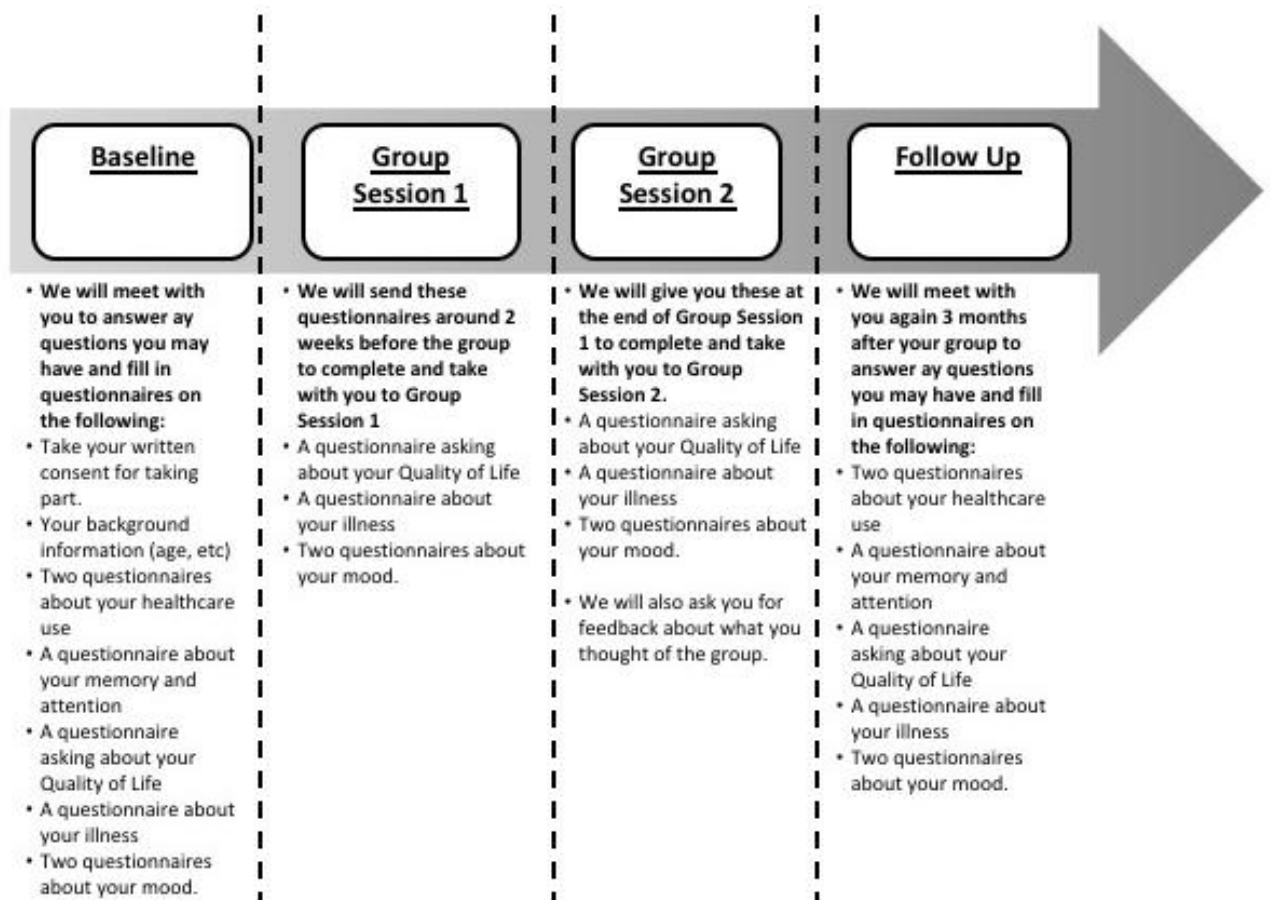 Baseline
• We will meet with
you to answer ay
questions you may
have and fill in
questionnaires on
the following:
• Take your written
consent for taking
part.
• Your background
information (age, etc)
• Two questionnaires
about your healthcare
use
• A questionnaire about
your memory and
attention
• A questionnaire
asking about your
Quality of Life
• A questionnaire about
your illness
• Two questionnaires
about your mood.
Group
Session 1
• We will send these
questionnaires around 2
weeks before the group
to complete and take
with you to Group
Session 1
• A questionnaire asking
about your Quality of Life
• A questionnaire about
your illness
• Two questionnaires about
your mood.
Group
Session 2
• We will give you these at
the end of Group Session
1 to complete and take
with you to Group
Session 2.
• A questionnaire asking
about your Quality of Life
• A questionnaire about
your illness
• Two questionnaires about
your mood.
• We will also ask you for
feedback about what you
thought of the group.
Follow Up
• We will meet with
you again 3 months
after your group to
answer ay questions
you may have and fill
in questionnaires on
the following:
• Two questionnaires
about your healthcare
use
• A questionnaire about
your memory and
attention
• A questionnaire
asking about your
Quality of Life
• A questionnaire about
your illness
• Two questionnaires
about your mood.